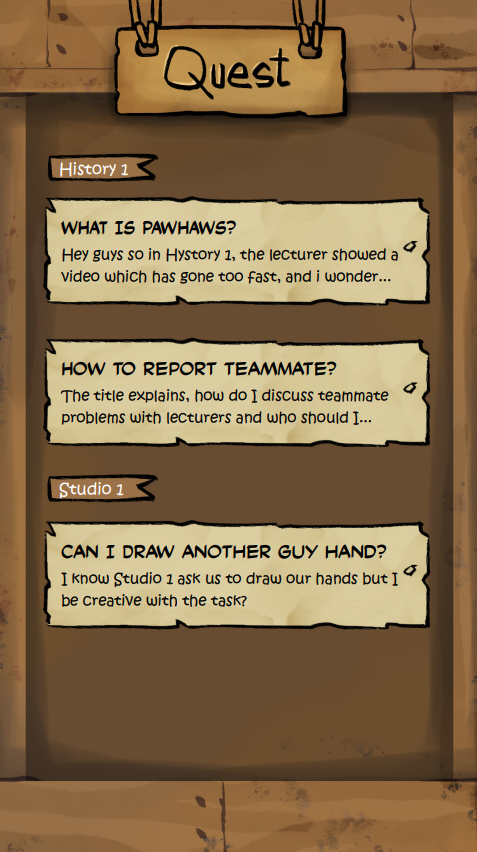 Quest
History 1
WHAT IS PAWHAWS?
Hey guys so in Hystory 1, the lecturer showed a
video which has gone too fast, and i wonder...
HOW TO REPORT TEAMMATE?
The title explains, how do I discuss teammate
problems with lecturers and who should I...
Studio 1
CAN I DRAW ANOTHER GUY HAND?
I know Studio 1 ask us to draw our hands but I
be creative with the task?